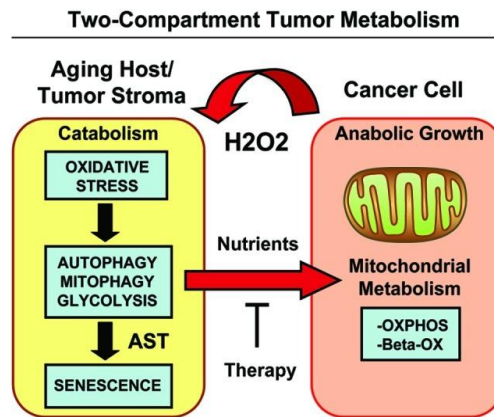 Two-Compartment Tumor Metabolism
Aging Host/
Tumor Stroma
Cancer Cell
H2O2
Catabolism
OXIDATIVE
STRESS
AUTOPHAGY
MITOPHAGY
GLYCOLYSIS
AST
SENESCENCE
Nutrients
Therapy
Anabolic Growth
Mitochondrial
Metabolism
-OXPHOS
-Beta-OX